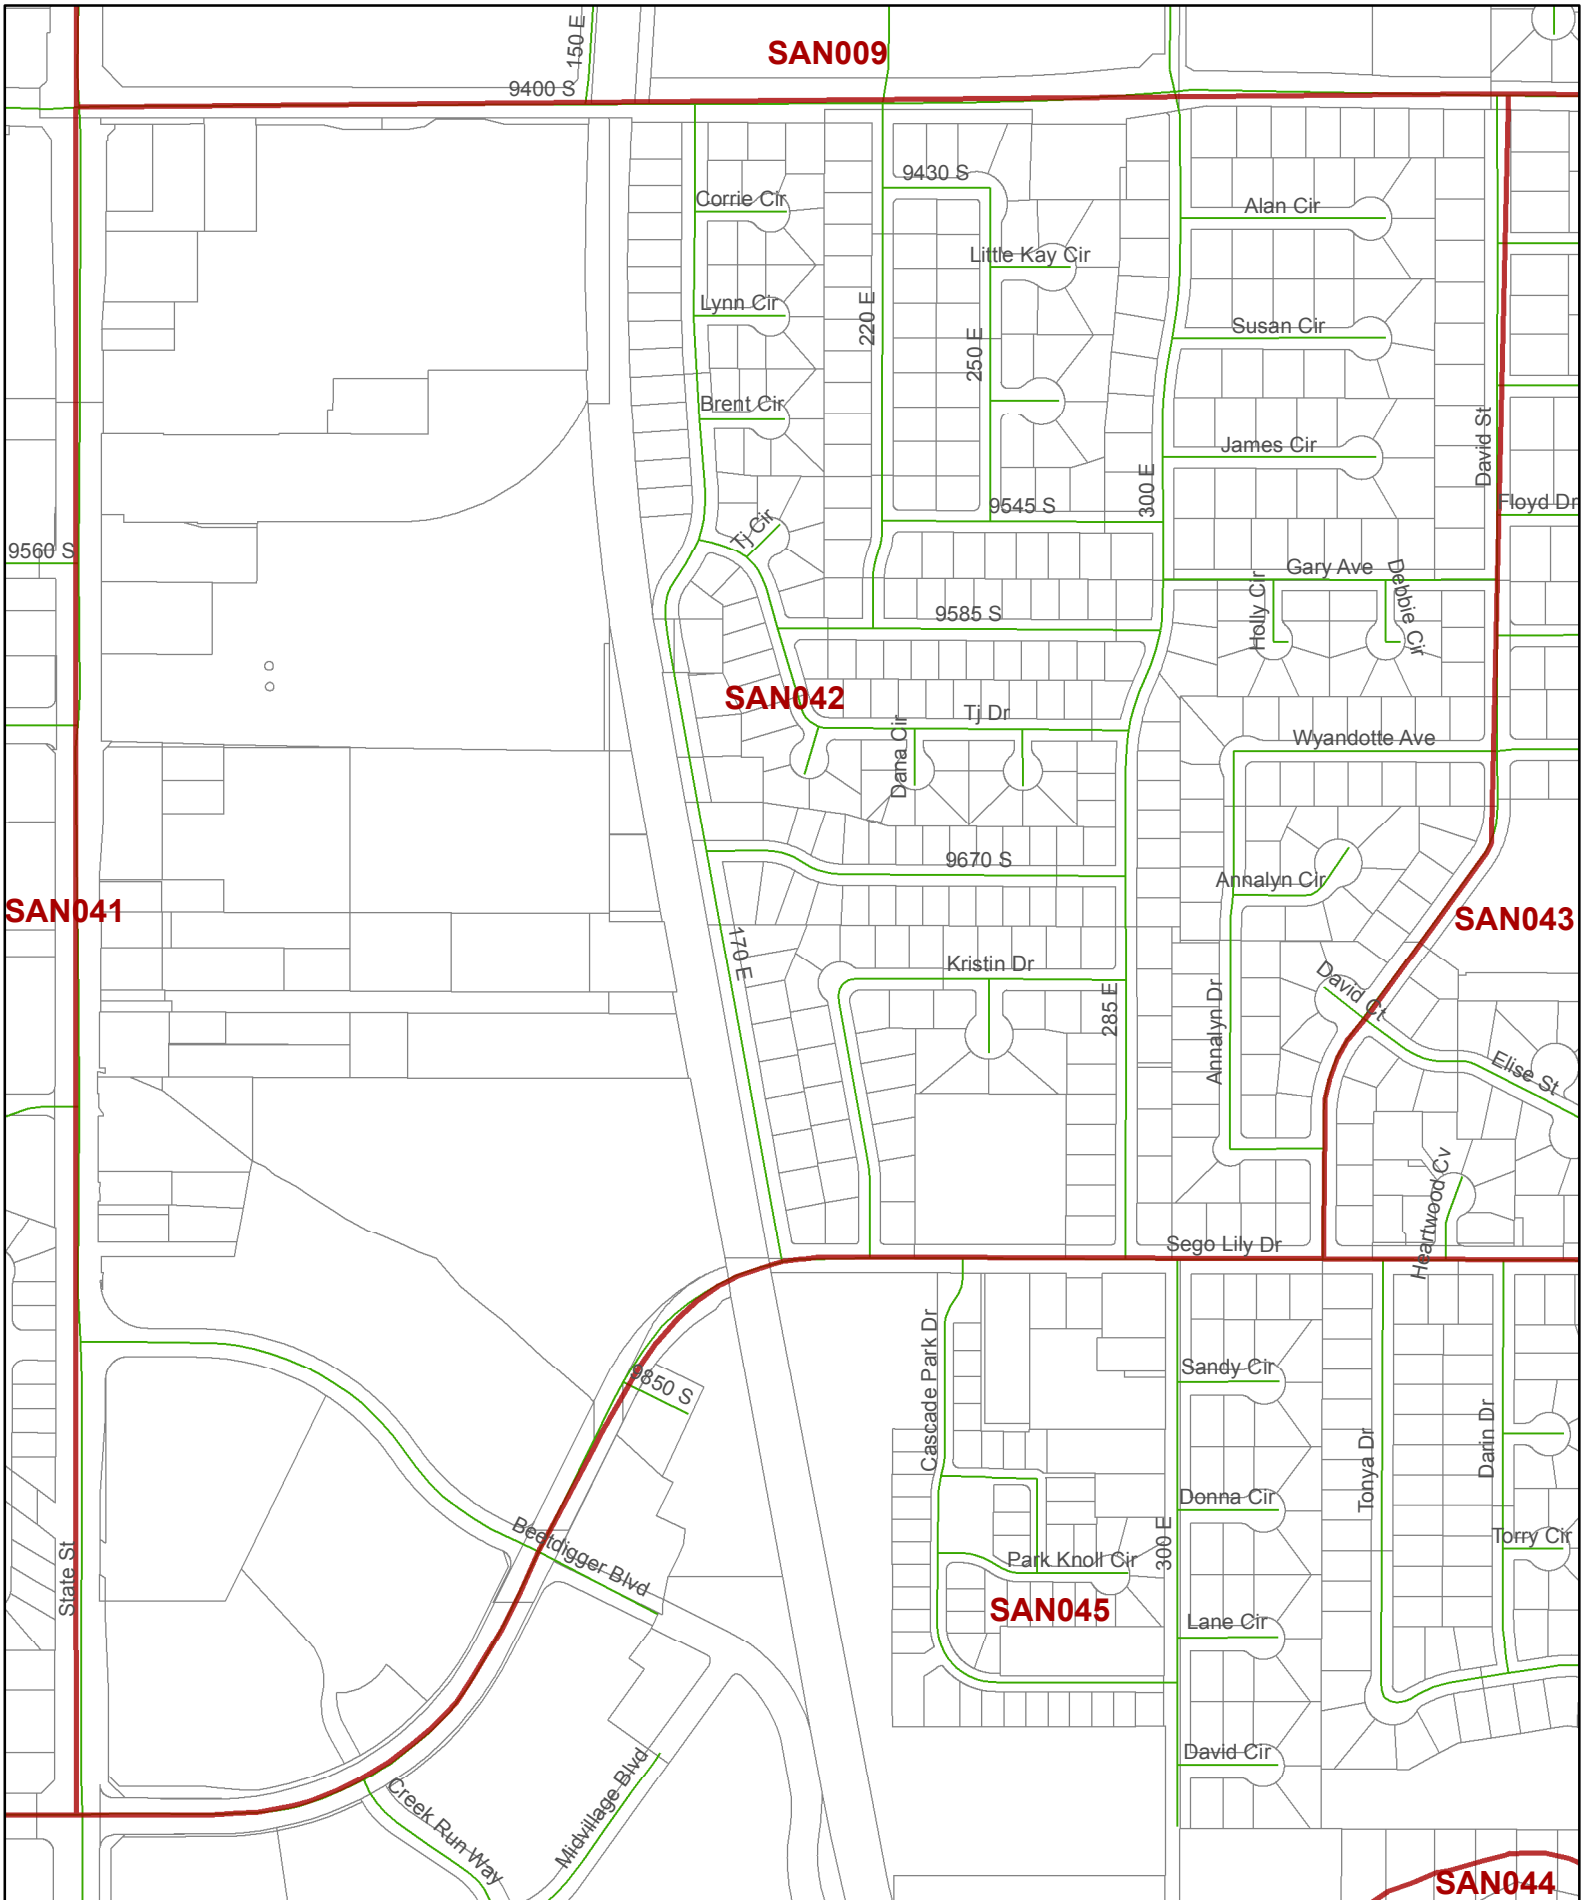 150 E
SAN009
9400 S
9430 S
Corrie Cir
Alan Cir
Little Kay Cir
Lynn Cir
220 E
Susan Cir
250 E
Brent Cir
David St
James Cir
300 E
9545 S
Floyd Dr
Tj Cir
9560 S
Gary Ave
Debbie Cir
Holly Cir
9585 S
SAN042
Tj Dr
Dana Cir
Wyandotte Ave
9670 S
Annalyn Cir
SAN041
SAN043
170 E
Kristin Dr
David Ct
285 E
Annalyn Dr
Elise St
Heartwood Cv
Sego Lily Dr
Cascade Park Dr
Sandy Cir
9850 S
Darin Dr
Tonya Dr
Donna Cir
Beetdigger Blvd
300 E
Torry Cir
Park Knoll Cir
State St
SAN045
Lane Cir
David Cir
Creek Run Way
Midvillage Blvd
SAN044